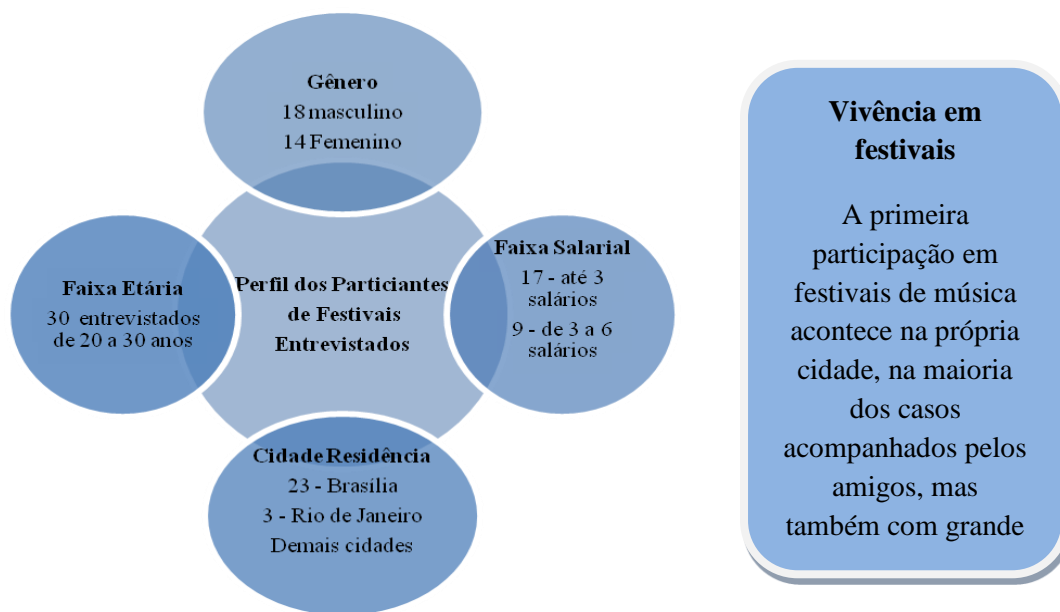 Gênero
18 masculino
14 Femenino
Faixa Etária
30 entrevistados
de 20 a 30 anos
Perfil dos Particiantes
de Festivais
Entrevistados
Faixa Salarial
17 - até 3
salários
9 - de 3 a 6
salários
Cidade Residência
23 - Brasília
3 - Rio de Janeiro
Demais cidades
Vivência em
festivais
A primeira
participação em
festivais de música
acontece na própria
cidade, na maioria
dos casos
acompanhados pelos
amigos, mas
também com grande